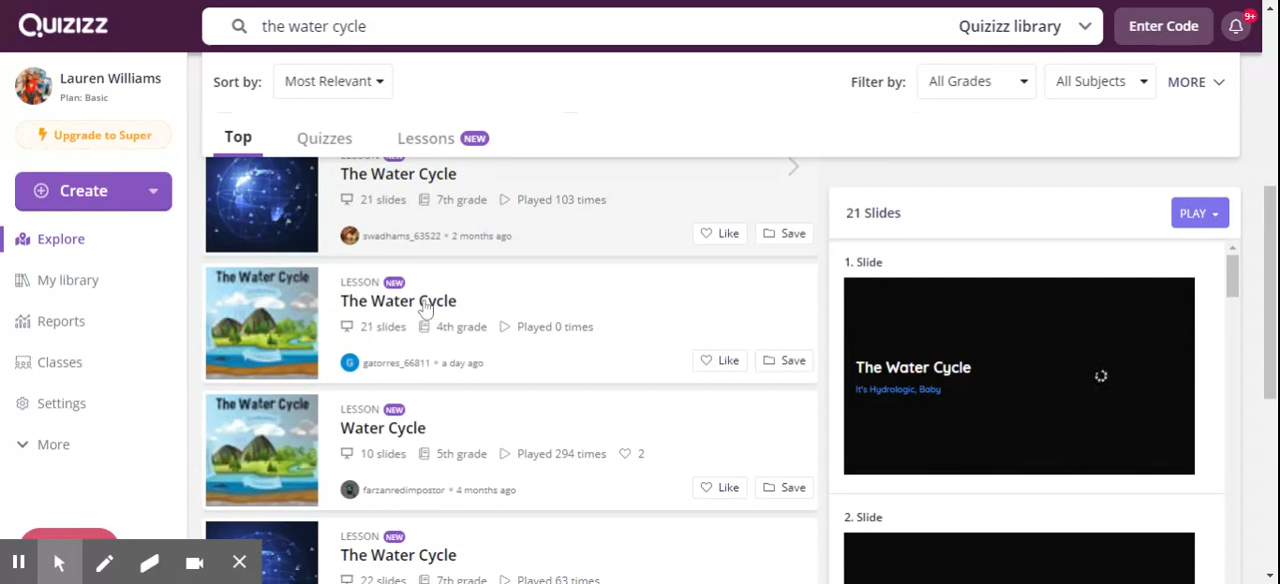 QUIZIZZ
the water cycle
Quizizz library
Enter Code
9+
Lauren Williams
Plan: Basic
Upgrade to Super
Create
Explore
My library
Reports
Classes
Settings
More
Sort by:
Most Relevant
Filter by:
All Grades
All Subjects
MORE
Top
Quizzes
Lessons NEW
The Water Cycle
21 slides 7th grade Played 103 times
swadhams_63522 • 2 months ago
Like Save
The Water Cycle
LESSON NEW
The Water Cycle
21 slides 4th grade Played 0 times
G gatorres_66811 • a day ago
Like Save
The Water Cycle
LESSON NEW
Water Cycle
10 slides 5th grade Played 294 times 2
farzanredimpostor • 4 months ago
Like Save
LESSON NEW
The Water Cycle
22 slides 7th grade Played 63 times
21 Slides
PLAY
1. Slide
The Water Cycle
It's Hydrologic, Baby
2. Slide